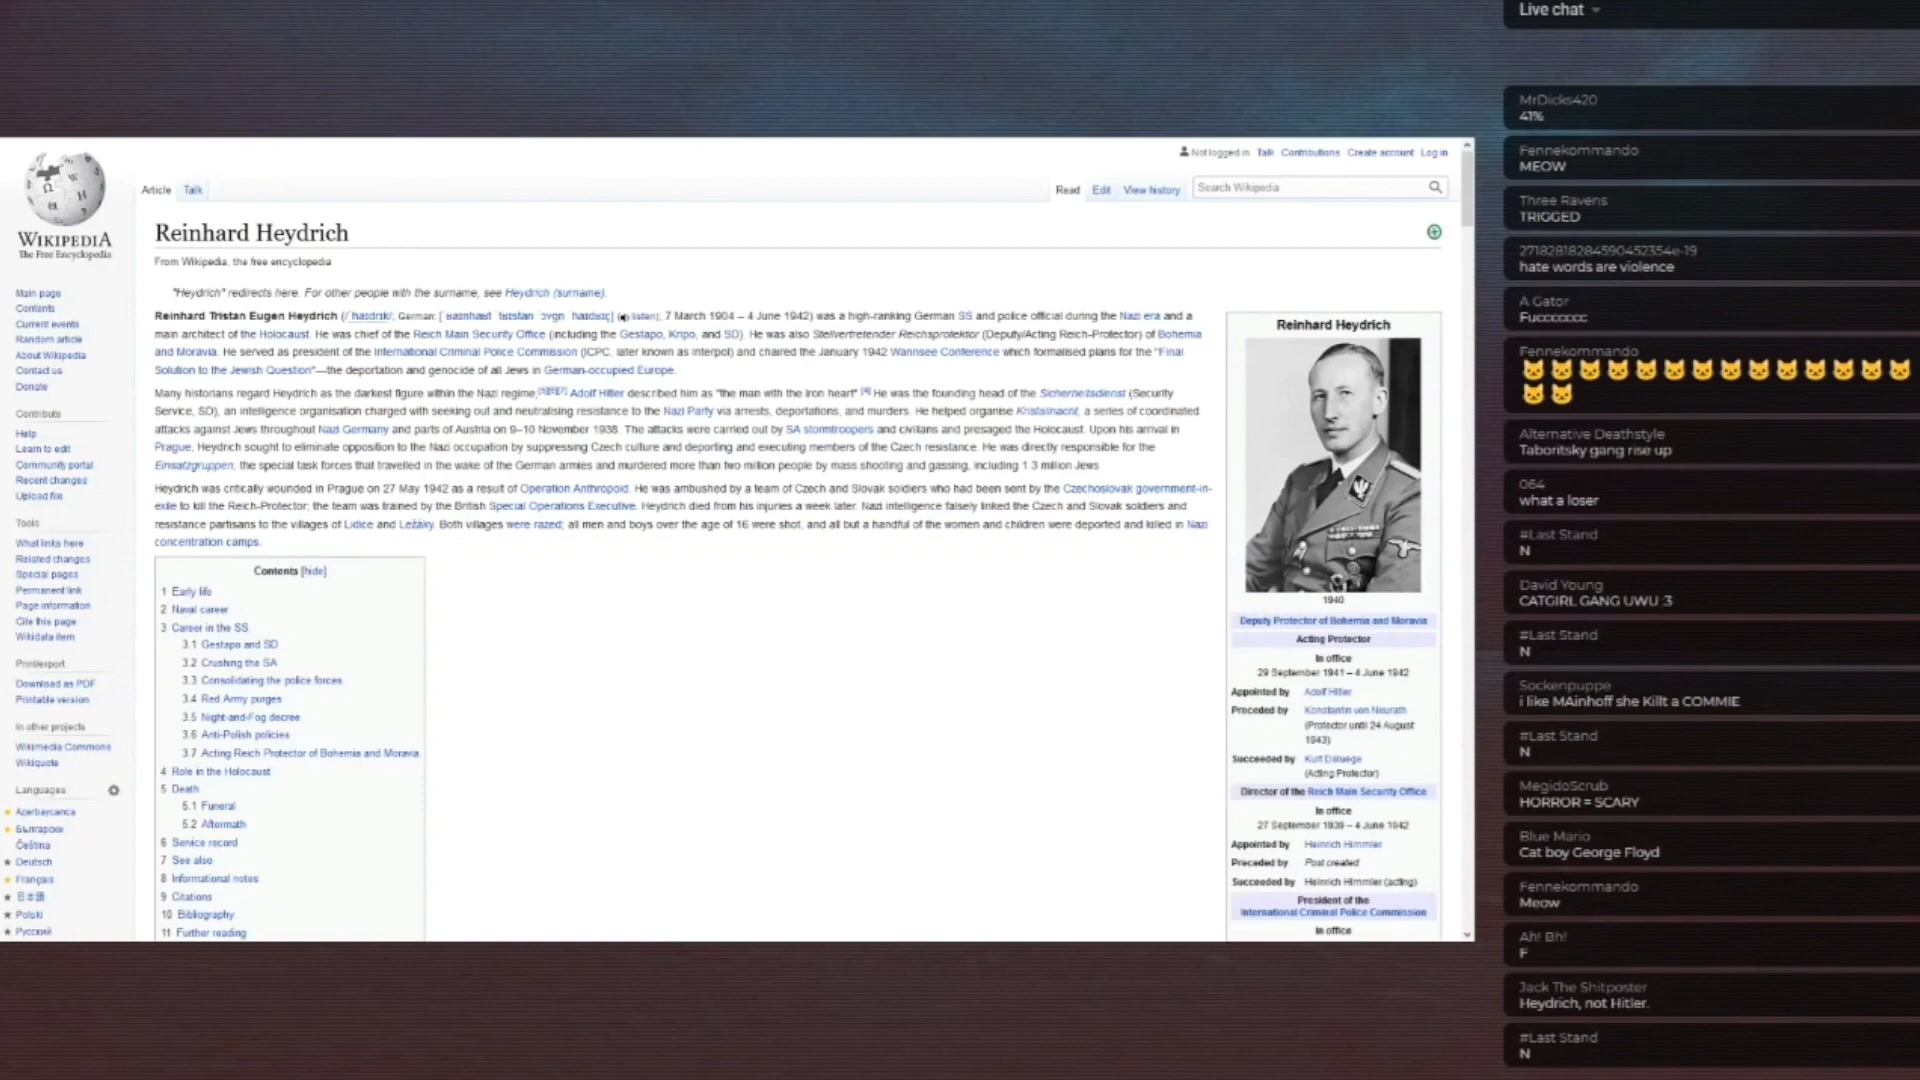 Live chat
MrDicks420
41%
Fennekommando
MEOW
Three Ravens
TRIGGED
27182818284590452354e-19
hate words are violence
A Gator
Fuccccccc
Fennekommando
Alternative Deathstyle
Taboritsky gang rise up
064
what a loser
#Last Stand
N
David Young
CATGIRL GANG UWU :3
#Last Stand
N
Sockenpuppe
i like MAinhoff she Killt a COMMIE
#Last Stand
N
MegidoScrub
HORROR = SCARY
Blue Mario
Cat boy George Floyd
Fennekommando
Meow
Ah! Bh!
F
Jack The Shitposter
Heydrich, not Hitler.
#Last Stand
N
WIKIPEDIA
The Free Encyclopedia
Main page
Contents
Current events
Random article
About Wikipedia
Contact us
Donate
Contribute
Help
Learn to edit
Community portal
Recent changes
Upload file
Tools
What links here
Related changes
Special pages
Permanent link
Page information
Cite this page
Wikidata item
Print/export
Download as PDF
Printable version
In other projects
Wikimedia Commons
Wikiquote
Languages
Azərbaycanca
Български
Čeština
Deutsch
Français
日本語
Polski
Русский
Not logged in Talk Contributions Create account Log in
Article Talk Read Edit View history Search Wikipedia
Reinhard Heydrich
From Wikipedia, the free encyclopedia
"Heydrich" redirects here. For other people with the surname, see Heydrich (surname).
Reinhard Tristan Eugen Heydrich German: listen); 7 March 1904 – 4 June 1942) was a high-ranking German SS and police official during the Nazi era and a
main architect of the Holocaust. He was chief of the Reich Main Security Office (including the Gestapo, Kripo, and SD). He was also Stellvertretender Reichsprotektor (Deputy/Acting Reich-Protector) of Bohemia
and Moravia. He served as president of the International Criminal Police Commission (ICPC, later known as Interpol) and chaired the January 1942 Wannsee Conference which formalised plans for the "Final
Solution to the Jewish Question"—the deportation and genocide of all Jews in German-occupied Europe.
Many historians regard Heydrich as the darkest figure within the Nazi regime; Adolf Hitler described him as "the man with the iron heart". He was the founding head of the Sicherheitsdienst (Security
Service, SD), an intelligence organisation charged with seeking out and neutralising resistance to the Nazi Party via arrests, deportations, and murders. He helped organise Kristallnacht, a series of coordinated
attacks against Jews throughout Nazi Germany and parts of Austria on 9–10 November 1938. The attacks were carried out by SA stormtroopers and civilians and presaged the Holocaust. Upon his arrival in
Prague, Heydrich sought to eliminate opposition to the Nazi occupation by suppressing Czech culture and deporting and executing members of the Czech resistance. He was directly responsible for the
Einsatzgruppen, the special task forces that travelled in the wake of the German armies and murdered more than two million people by mass shooting and gassing, including 1.3 million Jews
Heydrich was critically wounded in Prague on 27 May 1942 as a result of Operation Anthropoid. He was ambushed by a team of Czech and Slovak soldiers who had been sent by the Czechoslovak government-in-
exile to kill the Reich-Protector; the team was trained by the British Special Operations Executive. Heydrich died from his injuries a week later. Nazi intelligence falsely linked the Czech and Slovak soldiers and
resistance partisans to the villages of Lidice and Ležáky. Both villages were razed; all men and boys over the age of 16 were shot, and all but a handful of the women and children were deported and killed in Nazi
concentration camps.
Contents [hide]
1 Early life
2 Naval career
3 Career in the SS
3.1 Gestapo and SD
3.2 Crushing the SA
3.3 Consolidating the police forces
3.4 Red Army purges
3.5 Night-and-Fog decree
3.6 Anti-Polish policies
3.7 Acting Reich Protector of Bohemia and Moravia
4 Role in the Holocaust
5 Death
5.1 Funeral
5.2 Aftermath
6 Service record
7 See also
8 Informational notes
9 Citations
10 Bibliography
11 Further reading
Reinhard Heydrich
1940
Deputy Protector of Bohemia and Moravia
Acting Protector
In office
29 September 1941 – 4 June 1942
Appointed by Adolf Hitler
Preceded by Konstantin von Neurath
(Protector until 24 August
1943)
Succeeded by Kurt Daluege
(Acting Protector)
Director of the Reich Main Security Office
In office
27 September 1939 – 4 June 1942
Appointed by Heinrich Himmler
Preceded by Post created
Succeeded by Heinrich Himmler (acting)
President of the
International Criminal Police Commission
In office